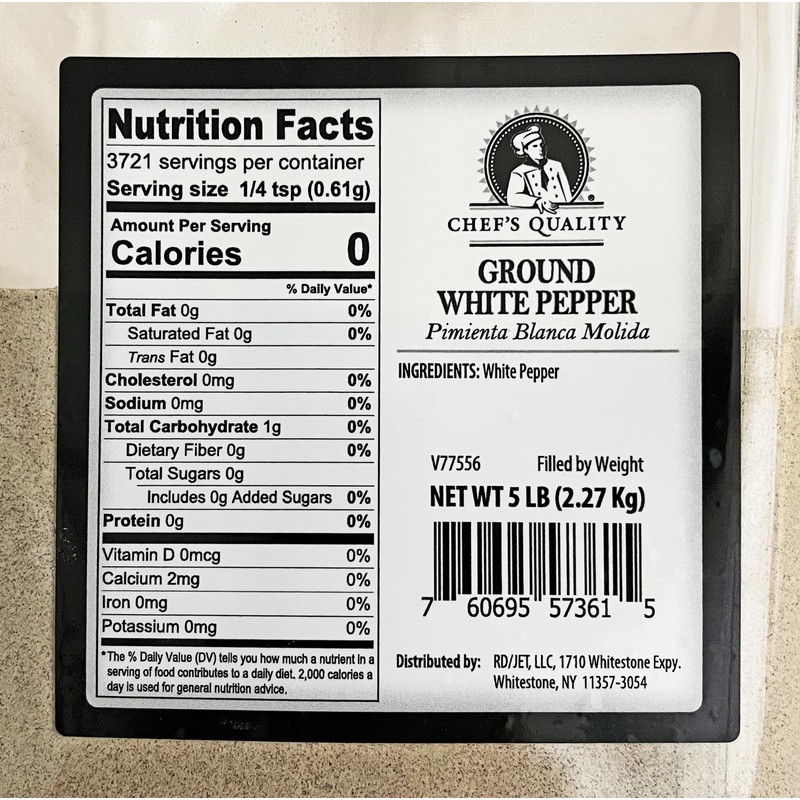 Nutrition Facts
3721 servings per container
Serving size 1/4 tsp (0.61g)
Amount Per Serving
Calories 0
% Daily Value*
Total Fat 0g 0%
Saturated Fat 0g 0%
Trans Fat 0g
Cholesterol 0mg 0%
Sodium 0mg 0%
Total Carbohydrate 1g 0%
Dietary Fiber 0g 0%
Total Sugars 0g
Includes 0g Added Sugars 0%
Protein 0g 0%
Vitamin D 0mcg 0%
Calcium 2mg 0%
Iron 0mg 0%
Potassium 0mg 0%
*The % Daily Value (DV) tells you how much a nutrient in a
serving of food contributes to a daily diet. 2,000 calories a
day is used for general nutrition advice.
®
CHEF'S QUALITY
GROUND
WHITE PEPPER
Pimienta Blanca Molida
INGREDIENTS: White Pepper
V77556 Filled by Weight
NET WT 5 LB (2.27 Kg)
7 60695 57361 5
Distributed by: RD/JET, LLC, 1710 Whitestone Expy.
Whitestone, NY 11357-3054